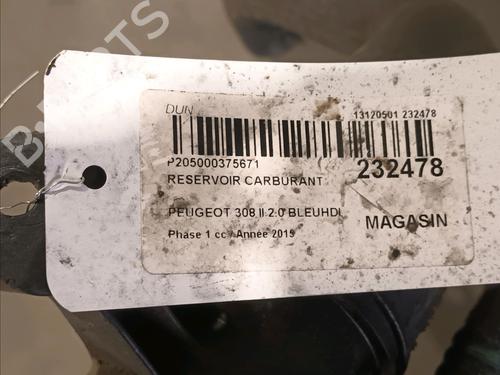 DUN
13120501 232478
P205000375671
232478
RESERVOIR CARBURANT
PEUGEOT 308 II 2.0 BLEUHDI
MAGASIN
Phase 1 cc / Année 2015